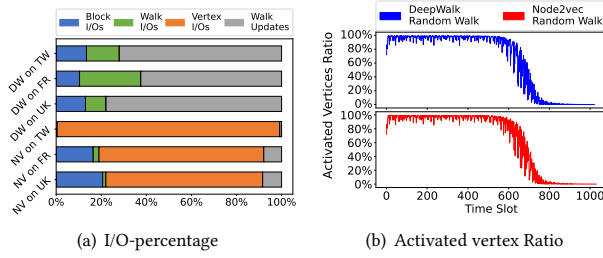 Block I/Os
Walk I/Os
Vertex I/Os
Walk Updates
DW on TW
DW on FR
DW on UK
NV on TW
NV on FR
NV on UK
0% 20% 40% 60% 80% 100%
(a) I/O-percentage
DeepWalk Random Walk
Node2vec Random Walk
Activated Vertices Ratio
100%
80%
60%
40%
20%
0%
100%
80%
60%
40%
20%
0%
0 200 400 600 800 1000
Time Slot
(b) Activated vertex Ratio